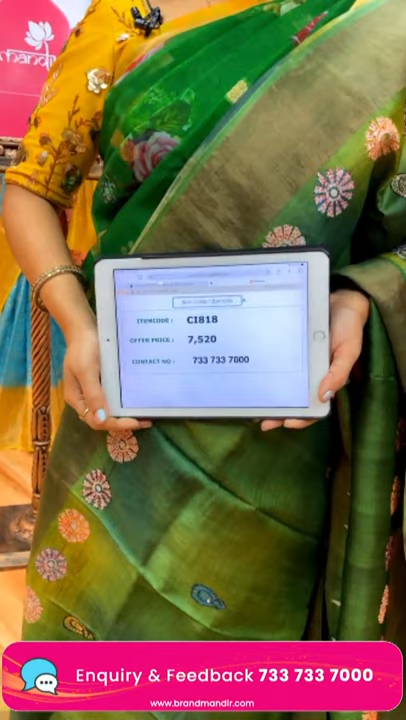 mandir
ITEMCODE : CI818
OFFER PRICE : 7,520
CONTACT NO : 733 733 7000
Enquiry & Feedback 733 733 7000
www.brandmandir.com